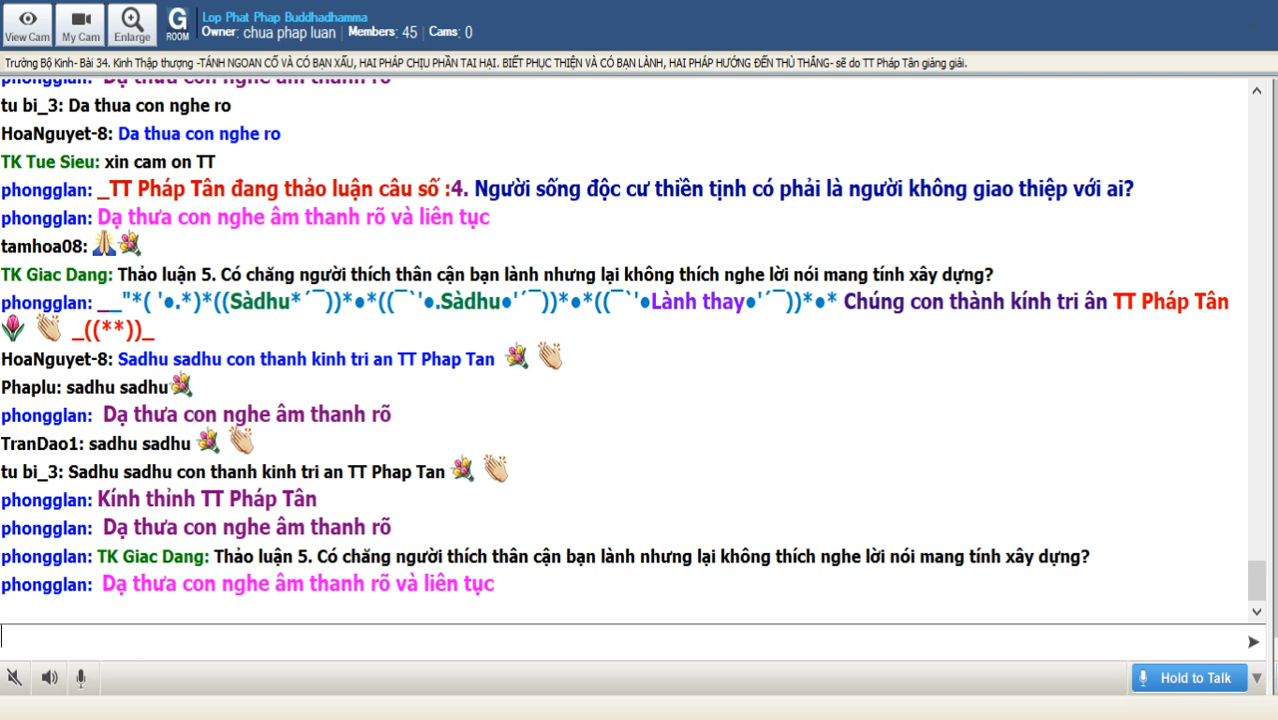 View Cam
My Cam
Enlarge
G
ROOM
Lop Phat Phap Buddhadhamma
Owner: chua phap luan | Members: 45 | Cams: 0
Trường Bộ Kinh- Bài 34. Kinh Thập thượng -TÁNH NGOAN CỐ VÀ CÓ BẠN XẤU, HAI PHÁP CHỊU PHẦN TAI HẠI. BIẾT PHỤC THIỆN VÀ CÓ BẠN LÀNH, HAI PHÁP HƯỚNG ĐẾN THÙ THẮNG- sẽ do TT Pháp Tân giảng giải.
phongglan: Dạ thưa con nghe âm thanh rõ
tu bi_3: Da thua con nghe ro
HoaNguyet-8: Da thua con nghe ro
TK Tue Sieu: xin cam on TT
phongglan: _TT Pháp Tân đang thảo luận câu số :4. Người sống độc cư thiền tịnh có phải là người không giao thiệp với ai?
phongglan: Dạ thưa con nghe âm thanh rõ và liên tục
tamhoa08:
TK Giac Dang: Thảo luận 5. Có chăng người thích thân cận bạn lành nhưng lại không thích nghe lời nói mang tính xây dựng?
phongglan: __"*( '●.*)*((Sàdhu*´¯))*●*((¯`'●.Sàdhu●'´¯))*●*((¯`'●Lành thay●'´¯))*●* Chúng con thành kính tri ân TT Pháp Tân
_((**))_
HoaNguyet-8: Sadhu sadhu con thanh kinh tri an TT Phap Tan
Phaplu: sadhu sadhu
phongglan: Dạ thưa con nghe âm thanh rõ
TranDao1: sadhu sadhu
tu bi_3: Sadhu sadhu con thanh kinh tri an TT Phap Tan
phongglan: Kính thỉnh TT Pháp Tân
phongglan: Dạ thưa con nghe âm thanh rõ
phongglan: TK Giac Dang: Thảo luận 5. Có chăng người thích thân cận bạn lành nhưng lại không thích nghe lời nói mang tính xây dựng?
phongglan: Dạ thưa con nghe âm thanh rõ và liên tục
Hold to Talk